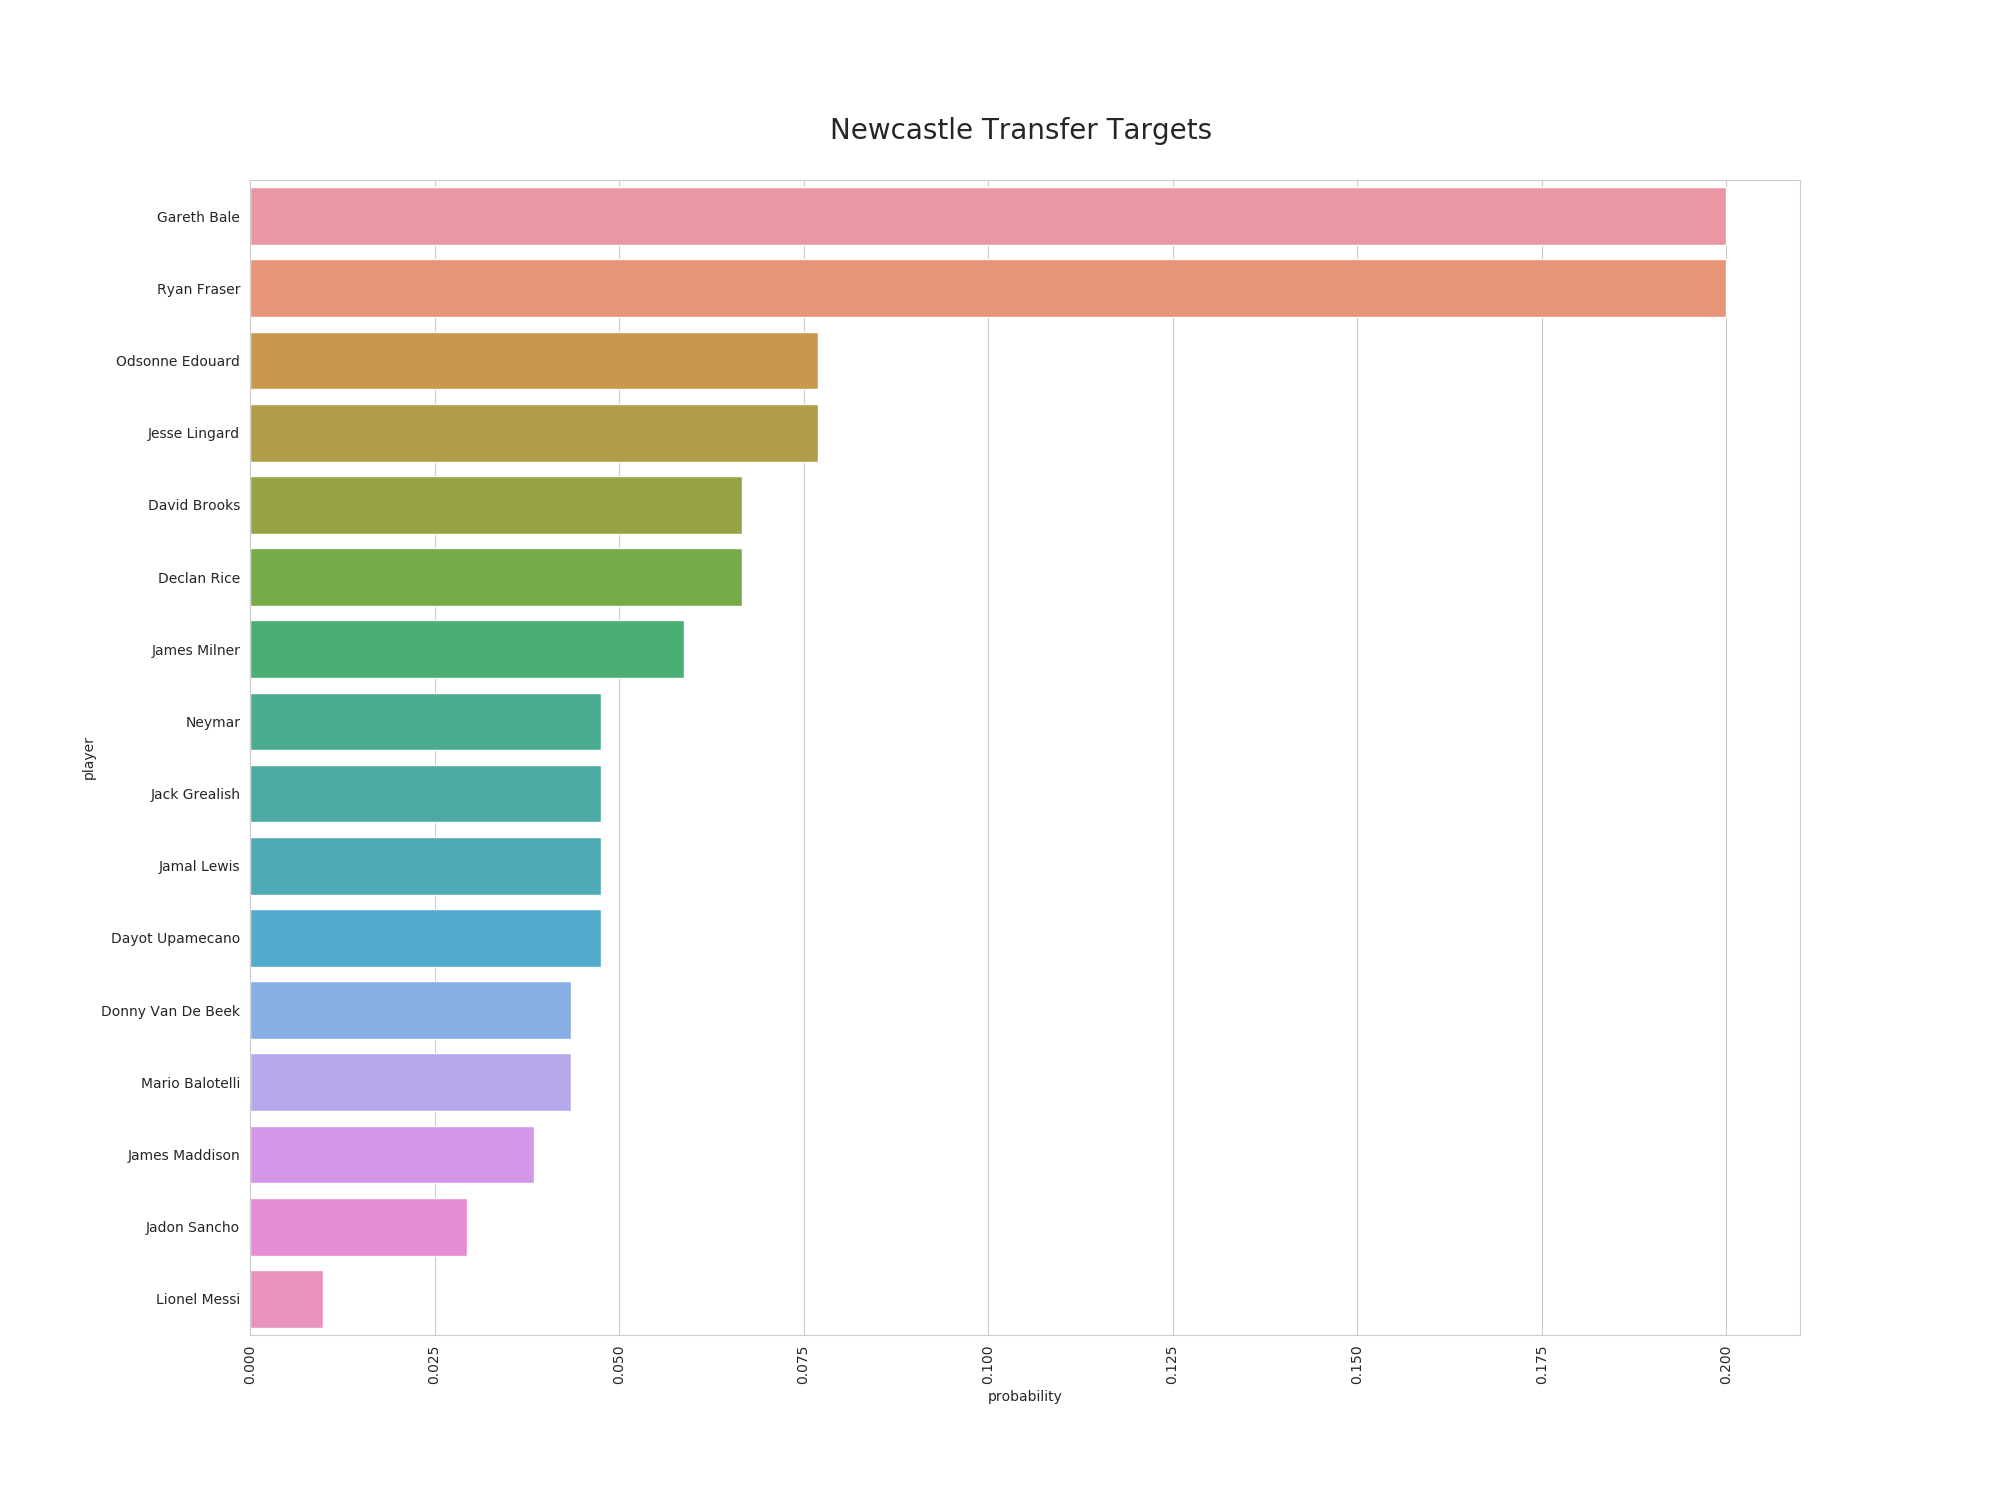 Newcastle Transfer Targets
Gareth Bale
Ryan Fraser
Odsonne Edouard
Jesse Lingard
David Brooks
Declan Rice
James Milner
Neymar
Jack Grealish
Jamal Lewis
Dayot Upamecano
Donny Van De Beek
Mario Balotelli
James Maddison
Jadon Sancho
Lionel Messi
player
0.000 0.025 0.050 0.075 0.100 0.125 0.150 0.175 0.200
probability